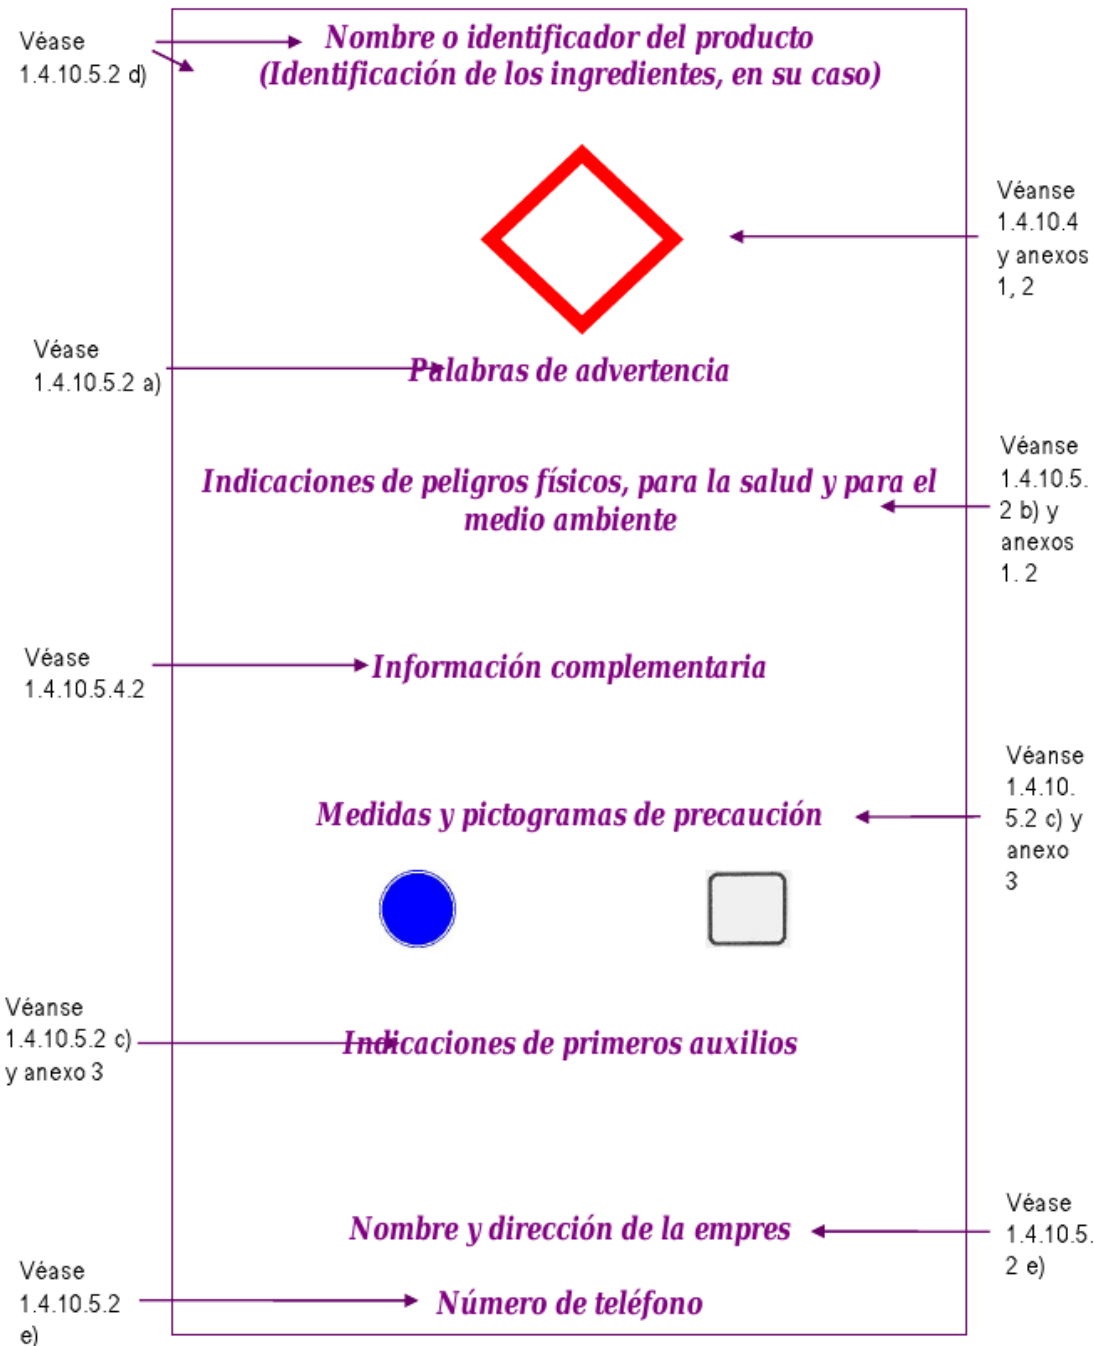 Véase
1.4.10.5.2 d)
Nombre o identificador del producto
(Identificación de los ingredientes, en su caso)
Véanse
1.4.10.4
y anexos
1, 2
Véase
1.4.10.5.2 a)
Palabras de advertencia
Indicaciones de peligros físicos, para la salud y para el
medio ambiente
Véanse
1.4.10.5.
2 b) y
anexos
1. 2
Véase
1.4.10.5.4.2
Información complementaria
Medidas y pictogramas de precaución
Véanse
1.4.10.
5.2 c) y
anexo
3
Véanse
1.4.10.5.2 c)
y anexo 3
Indicaciones de primeros auxilios
Nombre y dirección de la empres
Véase
1.4.10.5.
2 e)
Véase
1.4.10.5.2
e)
Número de teléfono